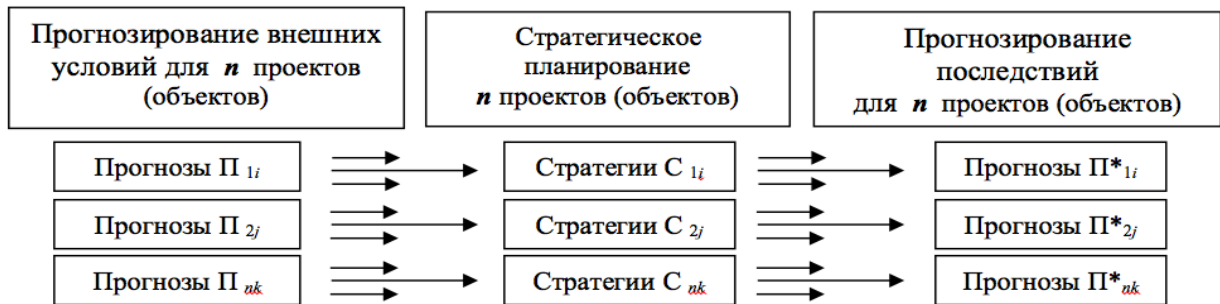 Прогнозирование внешних
условий для n проектов
(объектов)
Стратегическое
планирование
n проектов (объектов)
Прогнозирование
последствий
для n проектов (объектов)
Прогнозы П 1i
Стратегии С 1i
Прогнозы П*1i
Прогнозы П 2j
Стратегии С 2j
Прогнозы П*2j
Прогнозы П nk
Стратегии С nk
Прогнозы П*nk